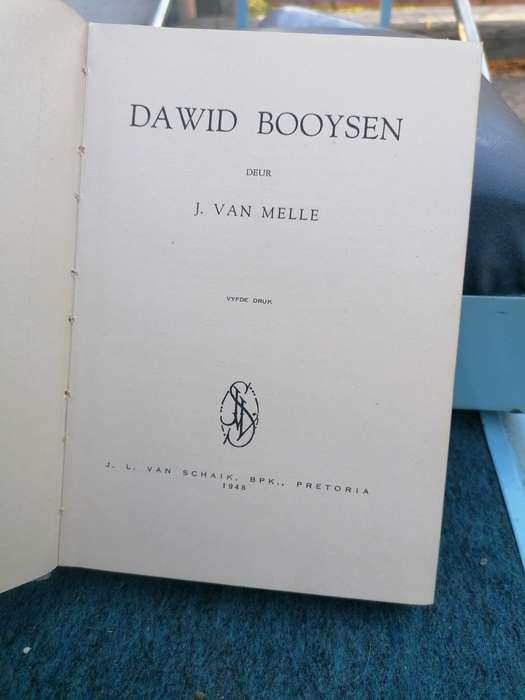 DAWID BOOYSEN
DEUR
J. VAN MELLE
VYFDE DRUK
J. L. VAN SCHAIK, BPK., PRETORIA
1948